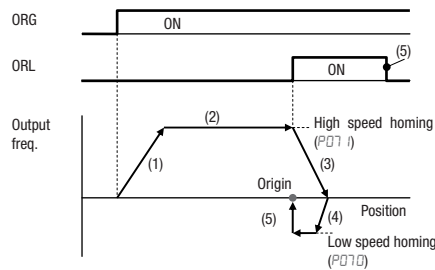 ORG
ON
ORL
ON
(5)
Output
freq.
(2)
High speed homing
(P071)
(1)
(3)
Origin
Position
(5)
(4)
Low speed homing
(P070)